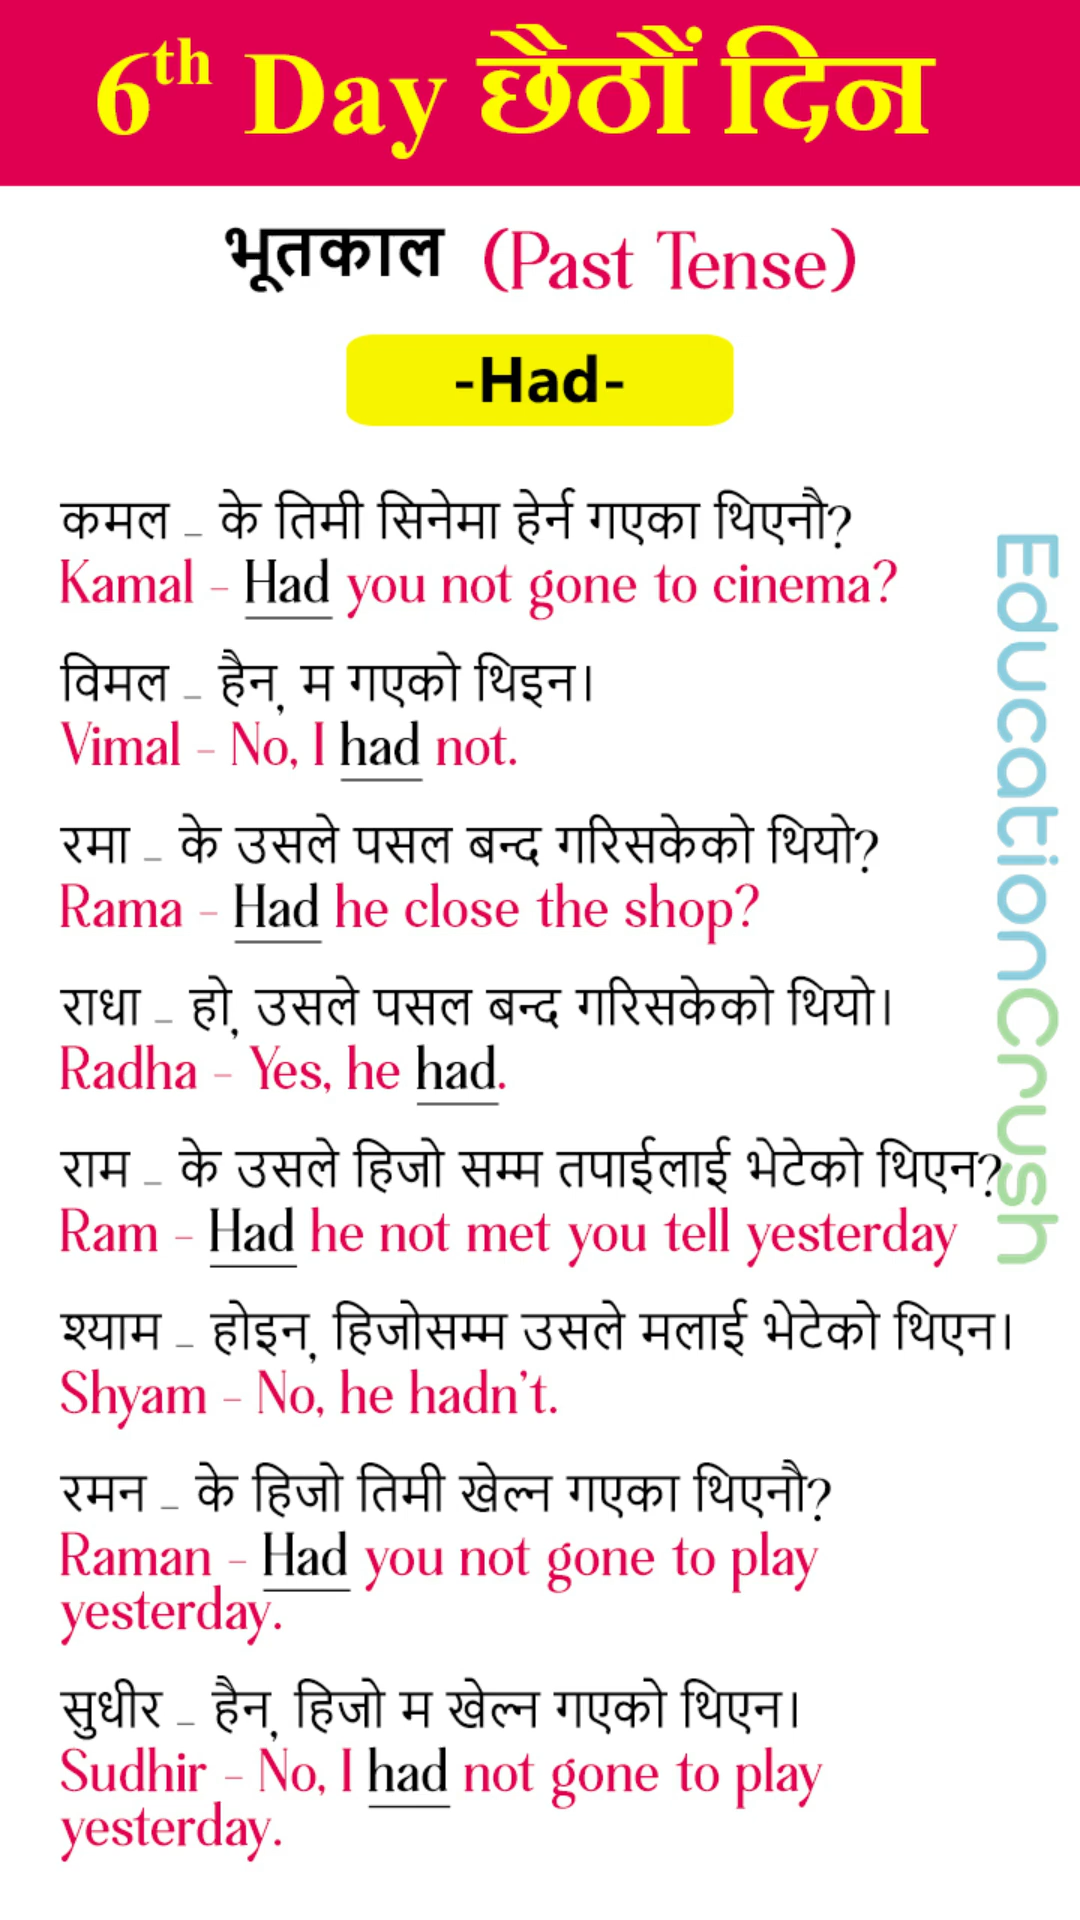 6th Day छैठौं दिन
भूतकाल (Past Tense)
-Had-
कमल - के तिमी सिनेमा हेर्न गएका थिएनौ?
Kamal - Had you not gone to cinema?
विमल - हैन, म गएको थिइन।
Vimal - No, I had not.
रमा - के उसले पसल बन्द गरिसकेको थियो?
Rama - Had he close the shop?
राधा - हो, उसले पसल बन्द गरिसकेको थियो।
Radha - Yes, he had.
राम - के उसले हिजो सम्म तपाईलाई भेटेको थिएन?
Ram - Had he not met you tell yesterday
श्याम - होइन, हिजोसम्म उसले मलाई भेटेको थिएन।
Shyam - No, he hadn't.
रमन - के हिजो तिमी खेल्न गएका थिएनौ?
Raman - Had you not gone to play
yesterday.
सुधीर - हैन, हिजो म खेल्न गएको थिएन।
Sudhir - No, I had not gone to play
yesterday.
EducationCrush